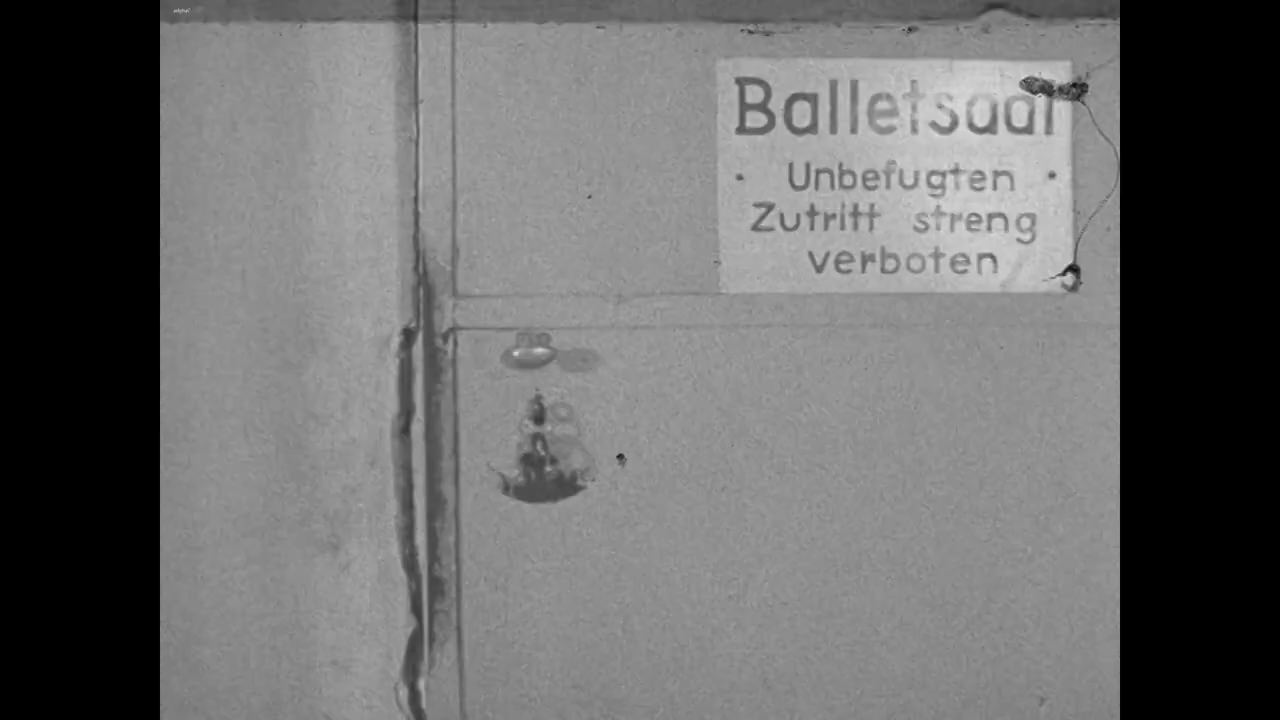 Balletsaal
• Unbefugten •
Zutritt streng
verboten